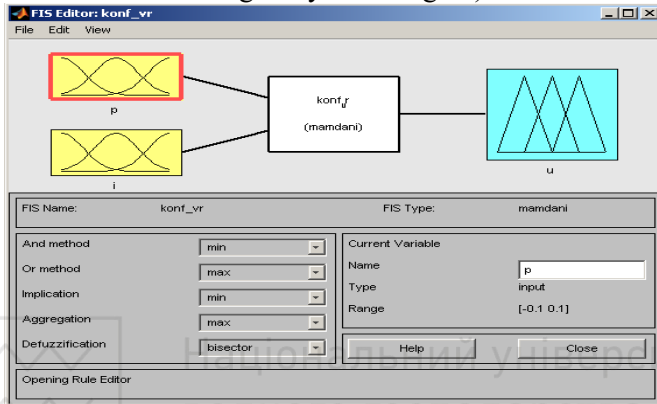 FIS Editor: konf_vr
File Edit View
p
i
konf_vr
(mamdani)
u
FIS Name: konf_vr FIS Type: mamdani
And method min
Or method max
Implication min
Aggregation max
Defuzzification bisector
Current Variable
Name p
Type input
Range [-0.1 0.1]
Help Close
Opening Rule Editor
Національний універс